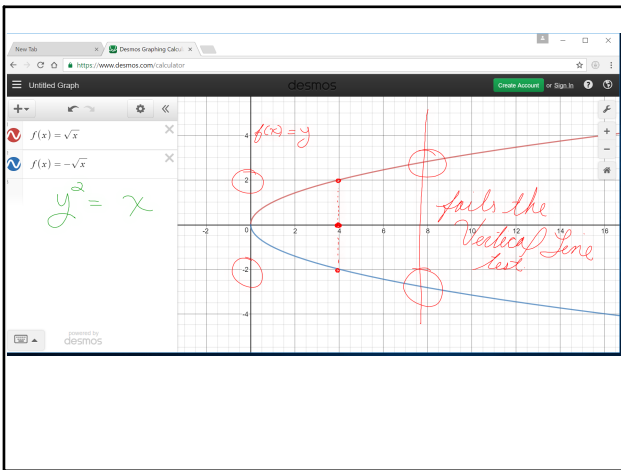 New Tab
Desmos Graphing Calcul
https://www.desmos.com/calculator
Untitled Graph
desmos
Create Account or Sign In
f(x) = √x
f(x) = -√x
y² = x
f(x) = y
fails the
Vertical Line
test
4
2
-2
-4
-2 0 2 4 6 8 10 12 14 16
powered by
desmos